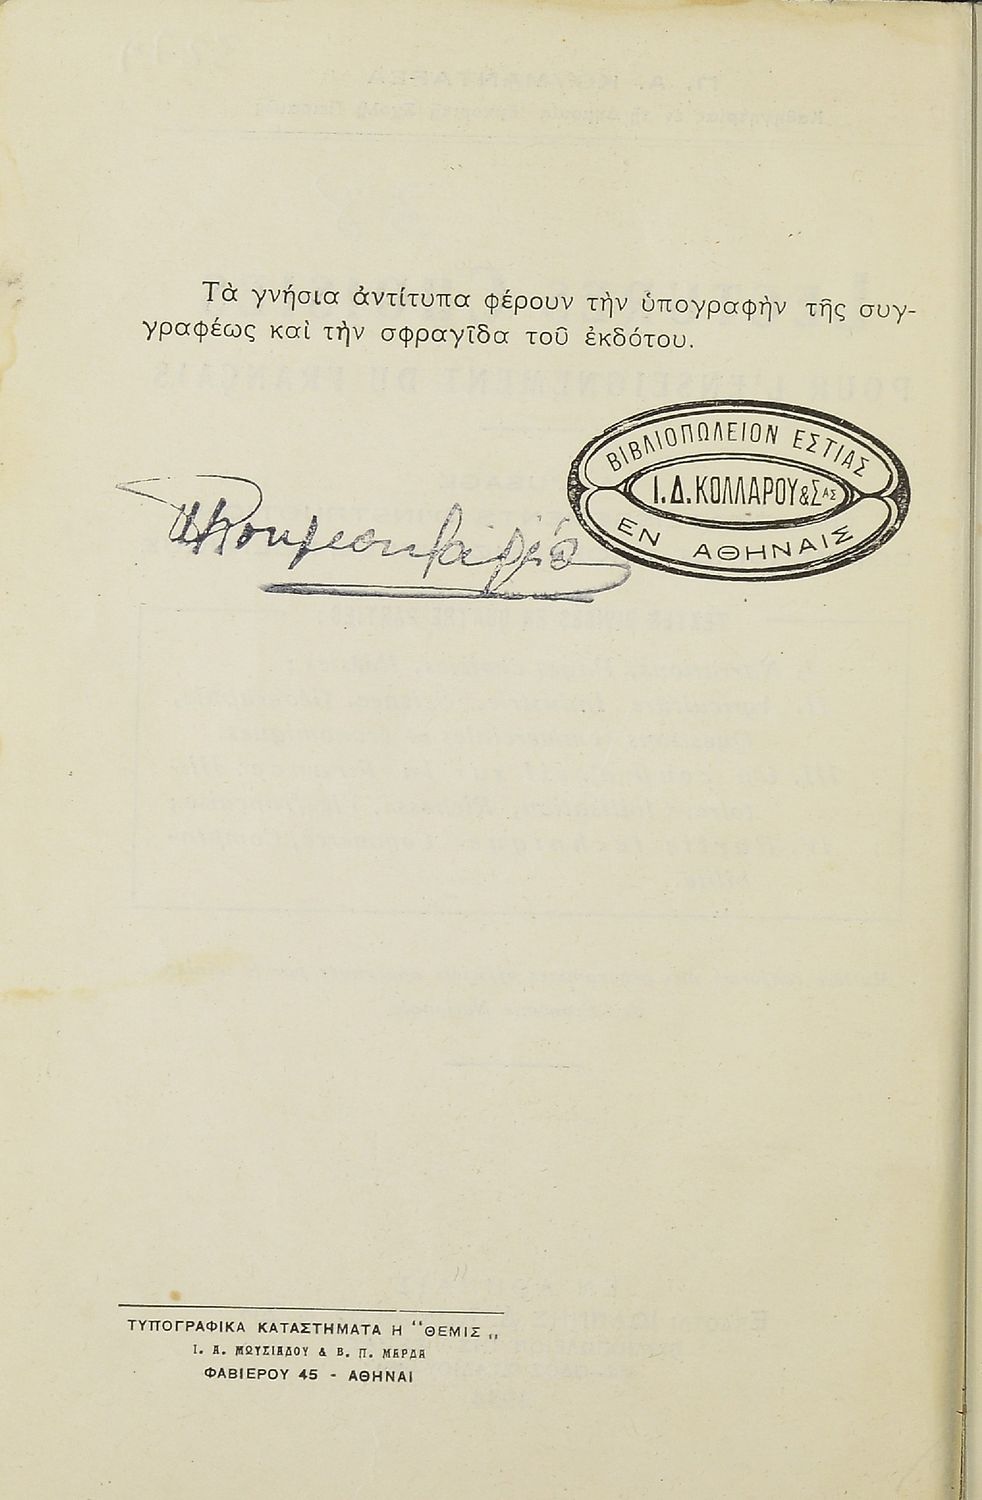 Τὰ γνήσια ἀντίτυπα φέρουν τὴν ὑπογραφὴν τῆς συγ-
γραφέως καὶ τὴν σφραγῖδα τοῦ ἐκδότου.
ΒΙΒΛΙΟΠΩΛΕΙΟΝ ΕΣΤΙΑΣ
Ι.Δ.ΚΟΛΛΑΡΟΥ&ΣΑΣ
ΕΝ ΑΘΗΝΑΙΣ
ΤΥΠΟΓΡΑΦΙΚΑ ΚΑΤΑΣΤΗΜΑΤΑ Η "ΘΕΜΙΣ„
Ι. Α. ΜΩΥΣΙΑΔΟΥ & Β. Π. ΜΑΡΔΑ
ΦΑΒΙΕΡΟΥ 45 - ΑΘΗΝΑΙ